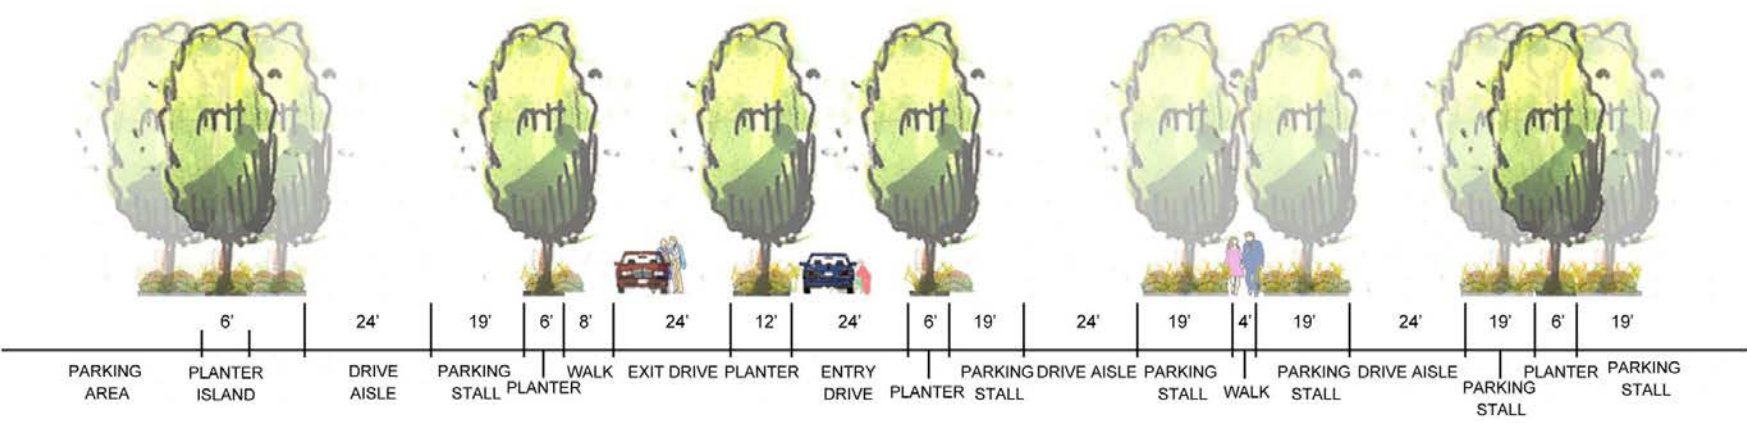 6' 24' 19' 6' 8' 24' 12' 24' 6' 19' 24' 19' 4' 19' 24' 19' 6' 19'
PARKING AREA
PLANTER ISLAND
DRIVE AISLE
PARKING STALL
PLANTER
WALK
EXIT DRIVE
PLANTER
ENTRY DRIVE
PLANTER
PARKING STALL
DRIVE AISLE
PARKING STALL
WALK
PARKING STALL
DRIVE AISLE
PARKING STALL
PLANTER
PARKING STALL